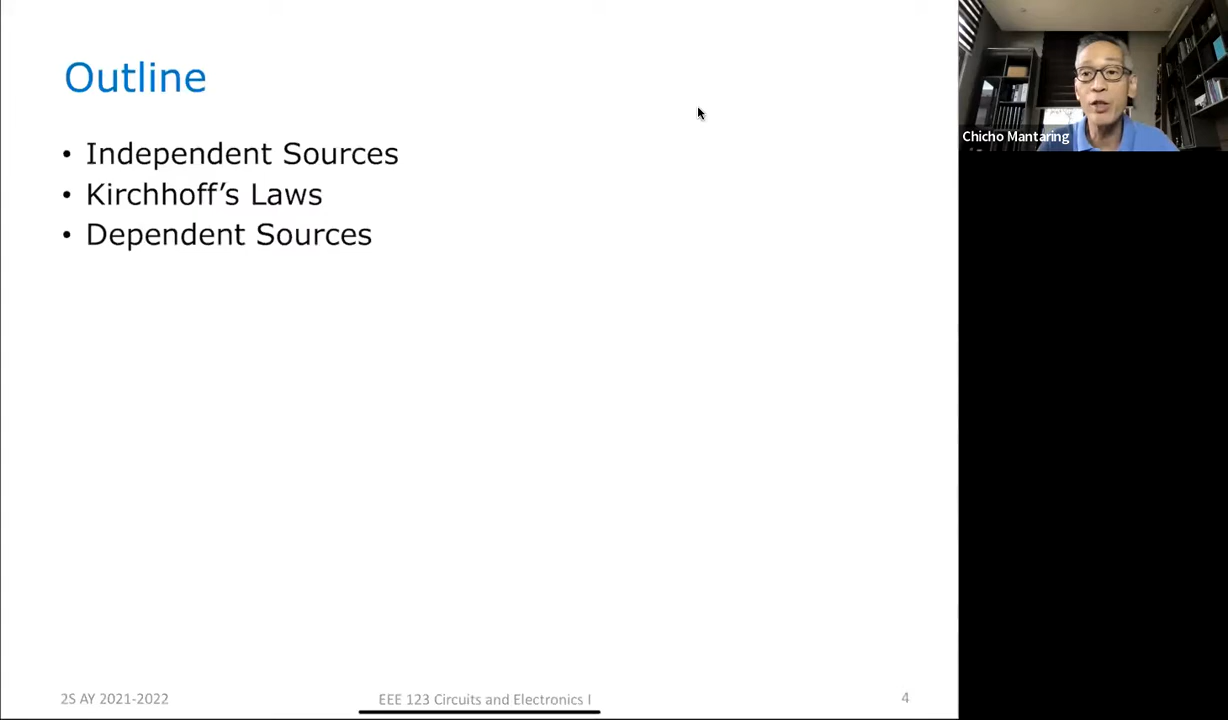 Outline
• Independent Sources
• Kirchhoff’s Laws
• Dependent Sources
Chicho Mantaring
2S AY 2021-2022
EEE 123 Circuits and Electronics I
4